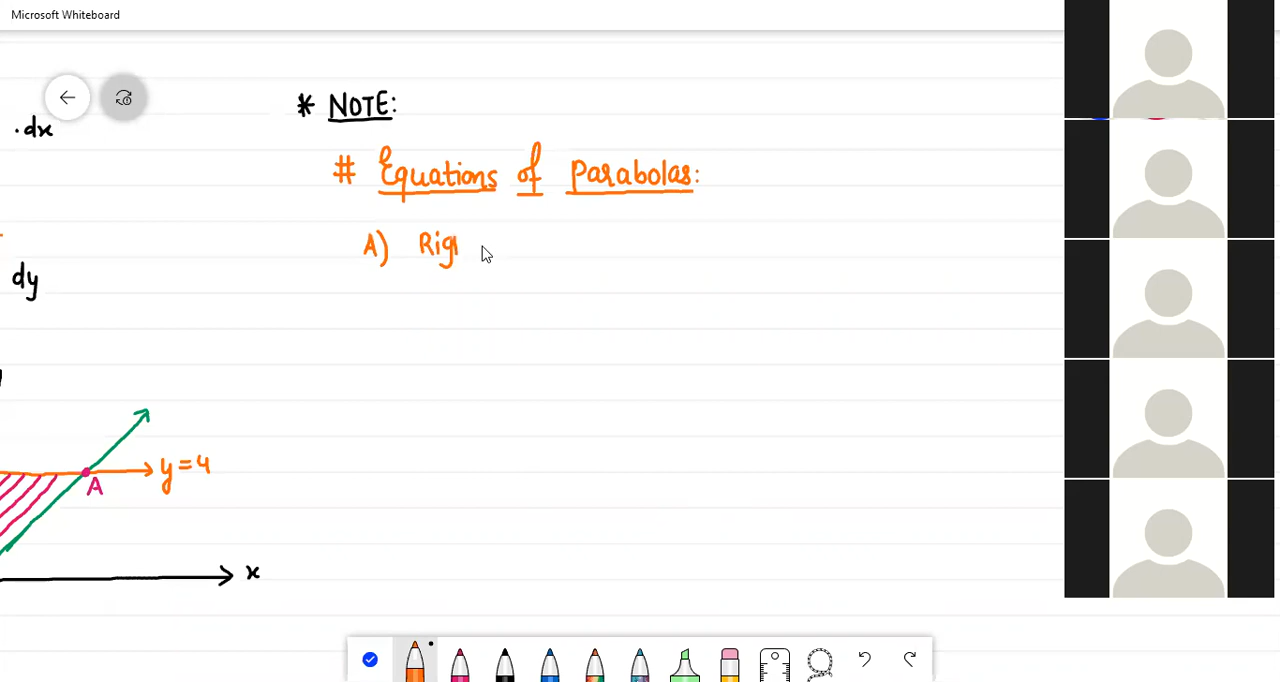 Microsoft Whiteboard
* NOTE:
.dx
# Equations of Parabolas:
A) Rig
dy
y = 4
A
x